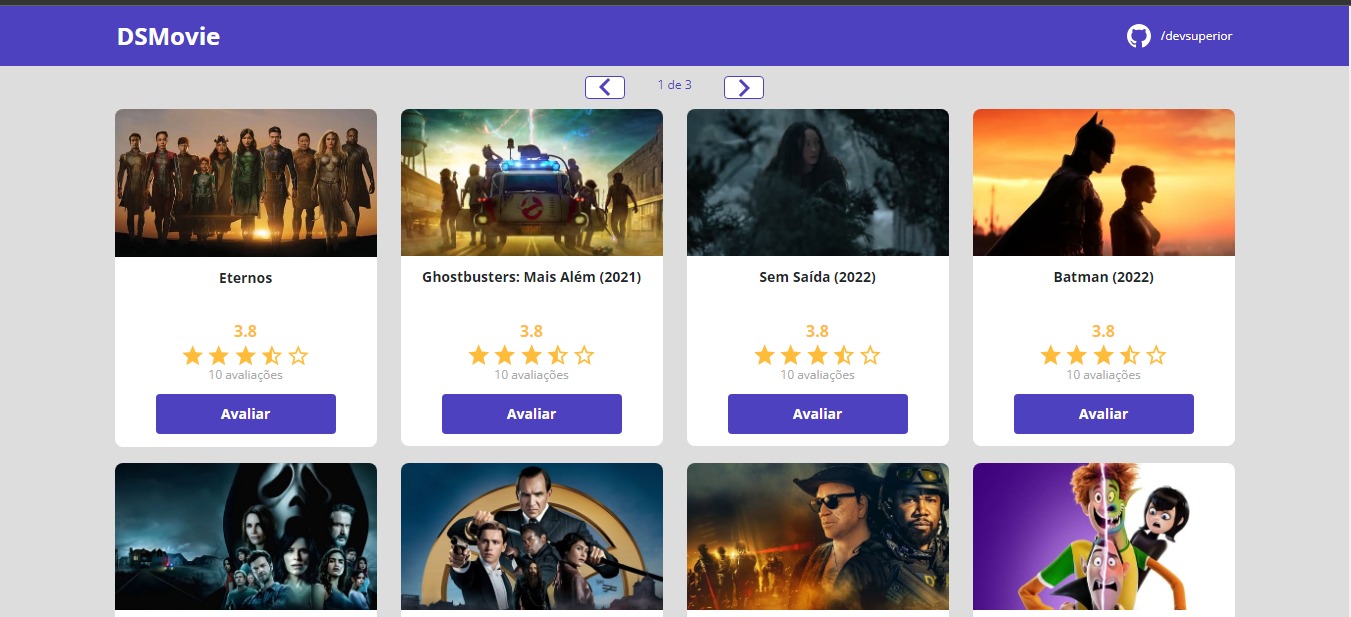 DSMovie
/devsuperior
1 de 3
Eternos
Ghostbusters: Mais Além (2021)
Sem Saída (2022)
Batman (2022)
3.8
3.8
3.8
3.8
10 avaliações
10 avaliações
10 avaliações
10 avaliações
Avaliar
Avaliar
Avaliar
Avaliar